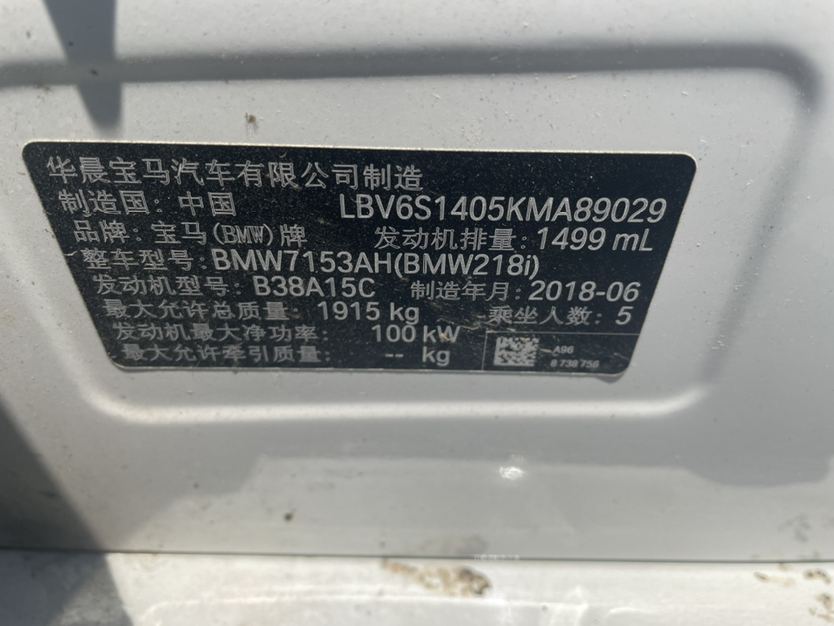 华晨宝马汽车有限公司制造
制造国: 中国 LBV6S1405KMA89029
品牌: 宝马(BMW)牌 发动机排量: 1499 mL
整车型号: BMW7153AH(BMW218i)
发动机型号: B38A15C 制造年月: 2018-06
最大允许总质量: 1915 kg 乘坐人数: 5
发动机最大净功率: 100 kW
最大允许牵引质量: -- kg
A96
8 738 756